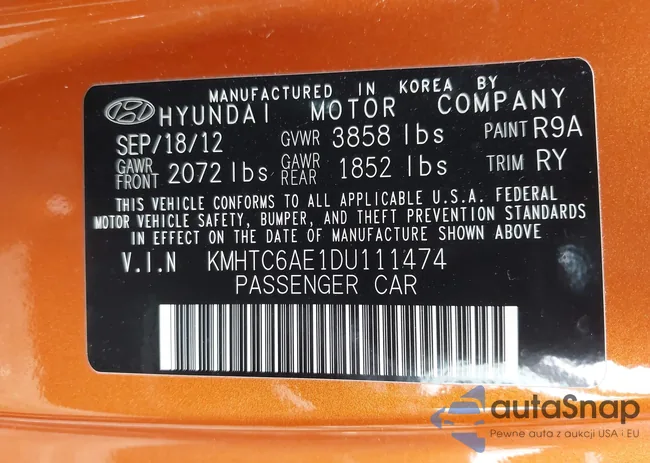 MANUFACTURED IN KOREA BY
HYUNDAI MOTOR COMPANY
SEP/18/12 GVWR 3858 lbs PAINT R9A
GAWR FRONT 2072 lbs GAWR REAR 1852 lbs TRIM RY
THIS VEHICLE CONFORMS TO ALL APPLICABLE U.S.A. FEDERAL
MOTOR VEHICLE SAFETY, BUMPER, AND THEFT PREVENTION STANDARDS
IN EFFECT ON THE DATE OF MANUFACTURE SHOWN ABOVE
V.I.N KMHTC6AE1DU111474
PASSENGER CAR
autaSnap
Pewne auta z aukcji USA i EU